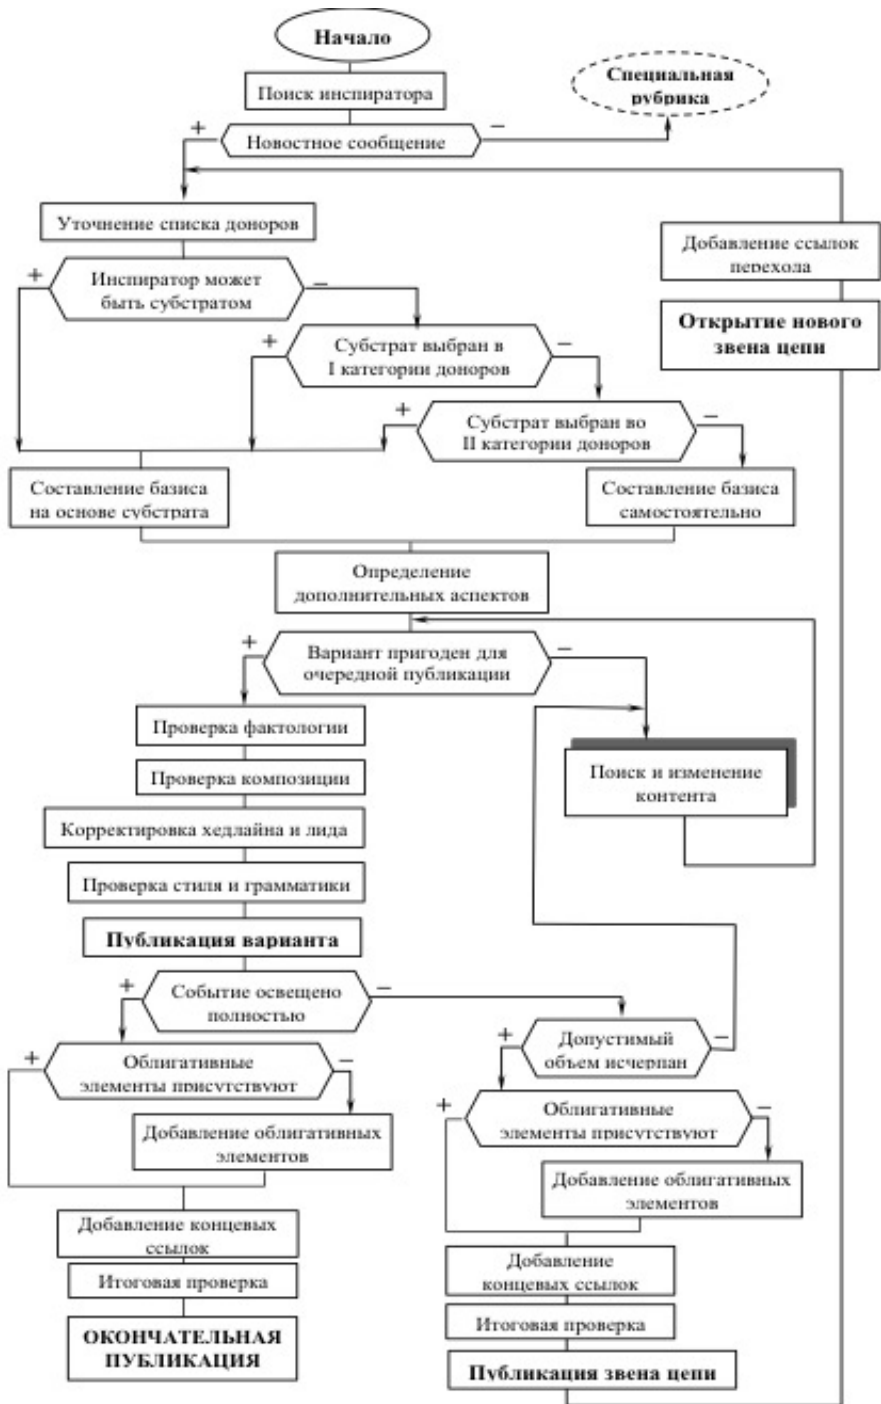 Начало
Специальная
рубрика
Поиск инспиратора
+
−
Новостное сообщение
Уточнение списка доноров
Добавление ссылок
перехола
+
Инспиратор может
быть субстратом
−
Открытие нового
звена цепи
+
Субстрат выбран в
I категории доноров
−
+
Субстрат выбран во
II категории доноров
−
Составление базиса
на основе субстрата
Составление базиса
самостоятельно
Определение
дополнительных аспектов
+
Вариант пригоден для
очередной публикации
−
Проверка фактологии
Поиск и изменение
контента
Проверка композиции
Корректировка хедлайна и лида
Проверка стиля и грамматики
Публикация варианта
+
Событие освещено
полностью
−
+
Допустимый
объем исчерпан
−
+
Облигативные
элементы присутствуют
−
+
Облигативные
элементы присутствуют
−
Добавление облигативных
элементов
Добавление облигативных
элементов
Добавление концевых
ссылок
Добавление
концевых ссылок
Итоговая проверка
Итоговая проверка
ОКОНЧАТЕЛЬНАЯ
ПУБЛИКАЦИЯ
Публикация звена цепи